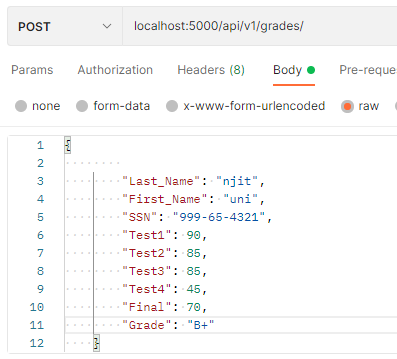 POST localhost:5000/api/v1/grades/
Params Authorization Headers (8) Body Pre-reque
none form-data x-www-form-urlencoded raw
1 {
2
3 "Last_Name": "njit",
4 "First_Name": "uni",
5 "SSN": "999-65-4321",
6 "Test1": 90,
7 "Test2": 85,
8 "Test3": 85,
9 "Test4": 45,
10 "Final": 70,
11 "Grade": "B+"
12 }